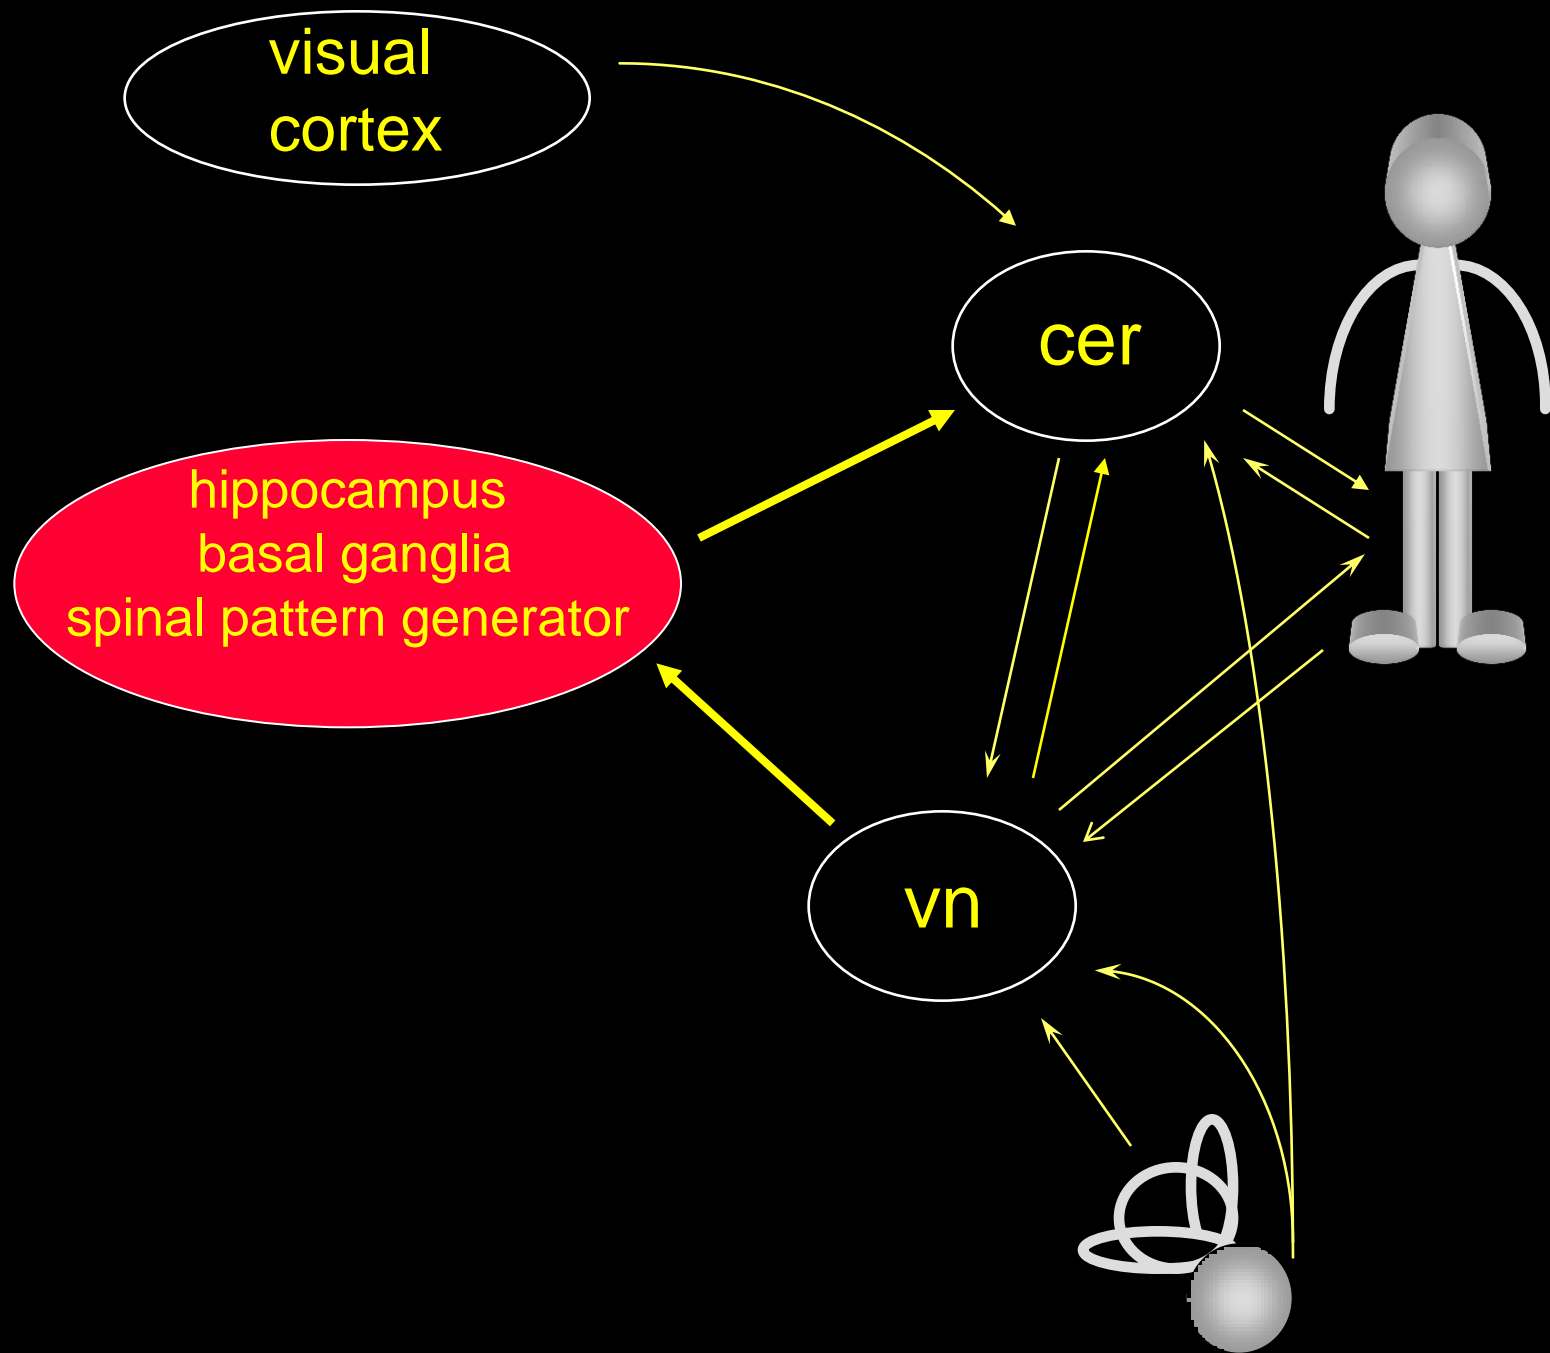 visual
cortex
cer
hippocampus
basal ganglia
spinal pattern generator
vn